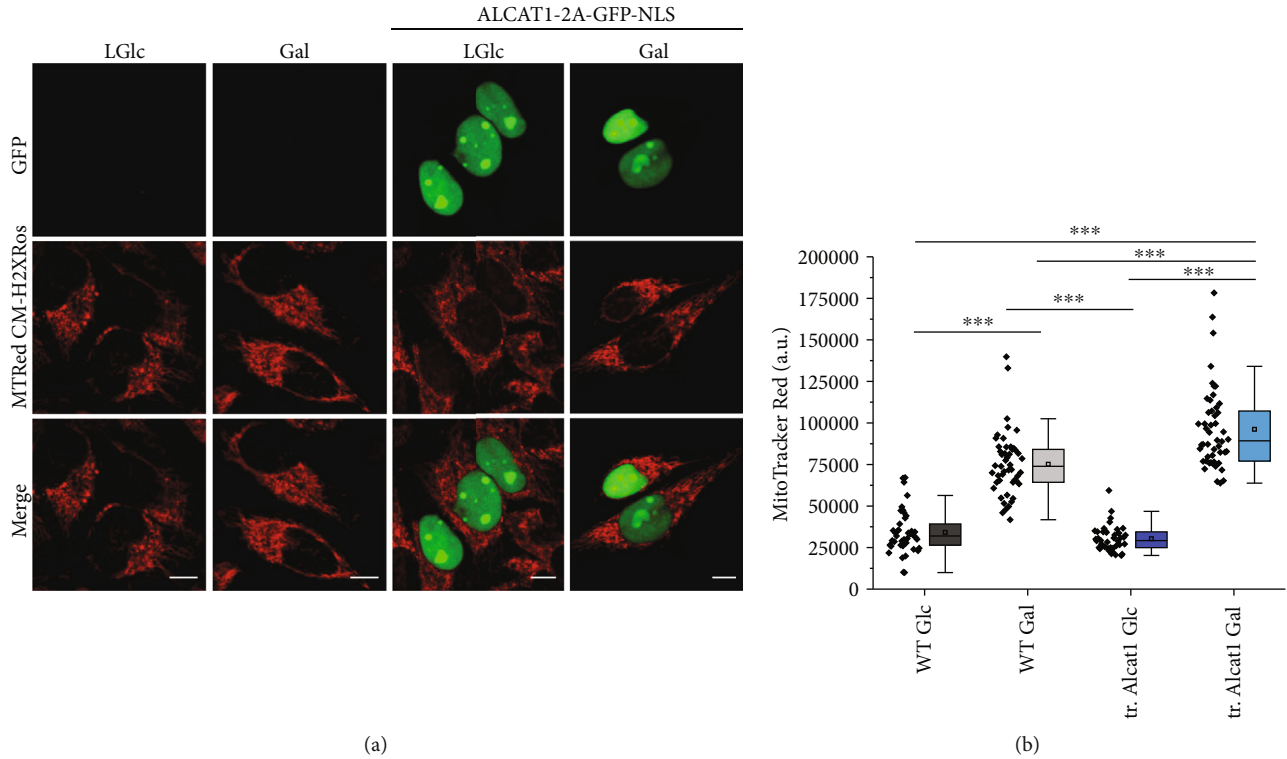 ALCAT1-2A-GFP-NLS
LGlc
Gal
LGlc
Gal
GFP
MTRed CM-H2XRos
Merge
(a)
***
***
***
***
***
200000
175000
150000
125000
100000
75000
50000
25000
0
MitoTracker Red (a.u.)
WT Glc
WT Gal
tr. Alcat1 Glc
tr. Alcat1 Gal
(b)